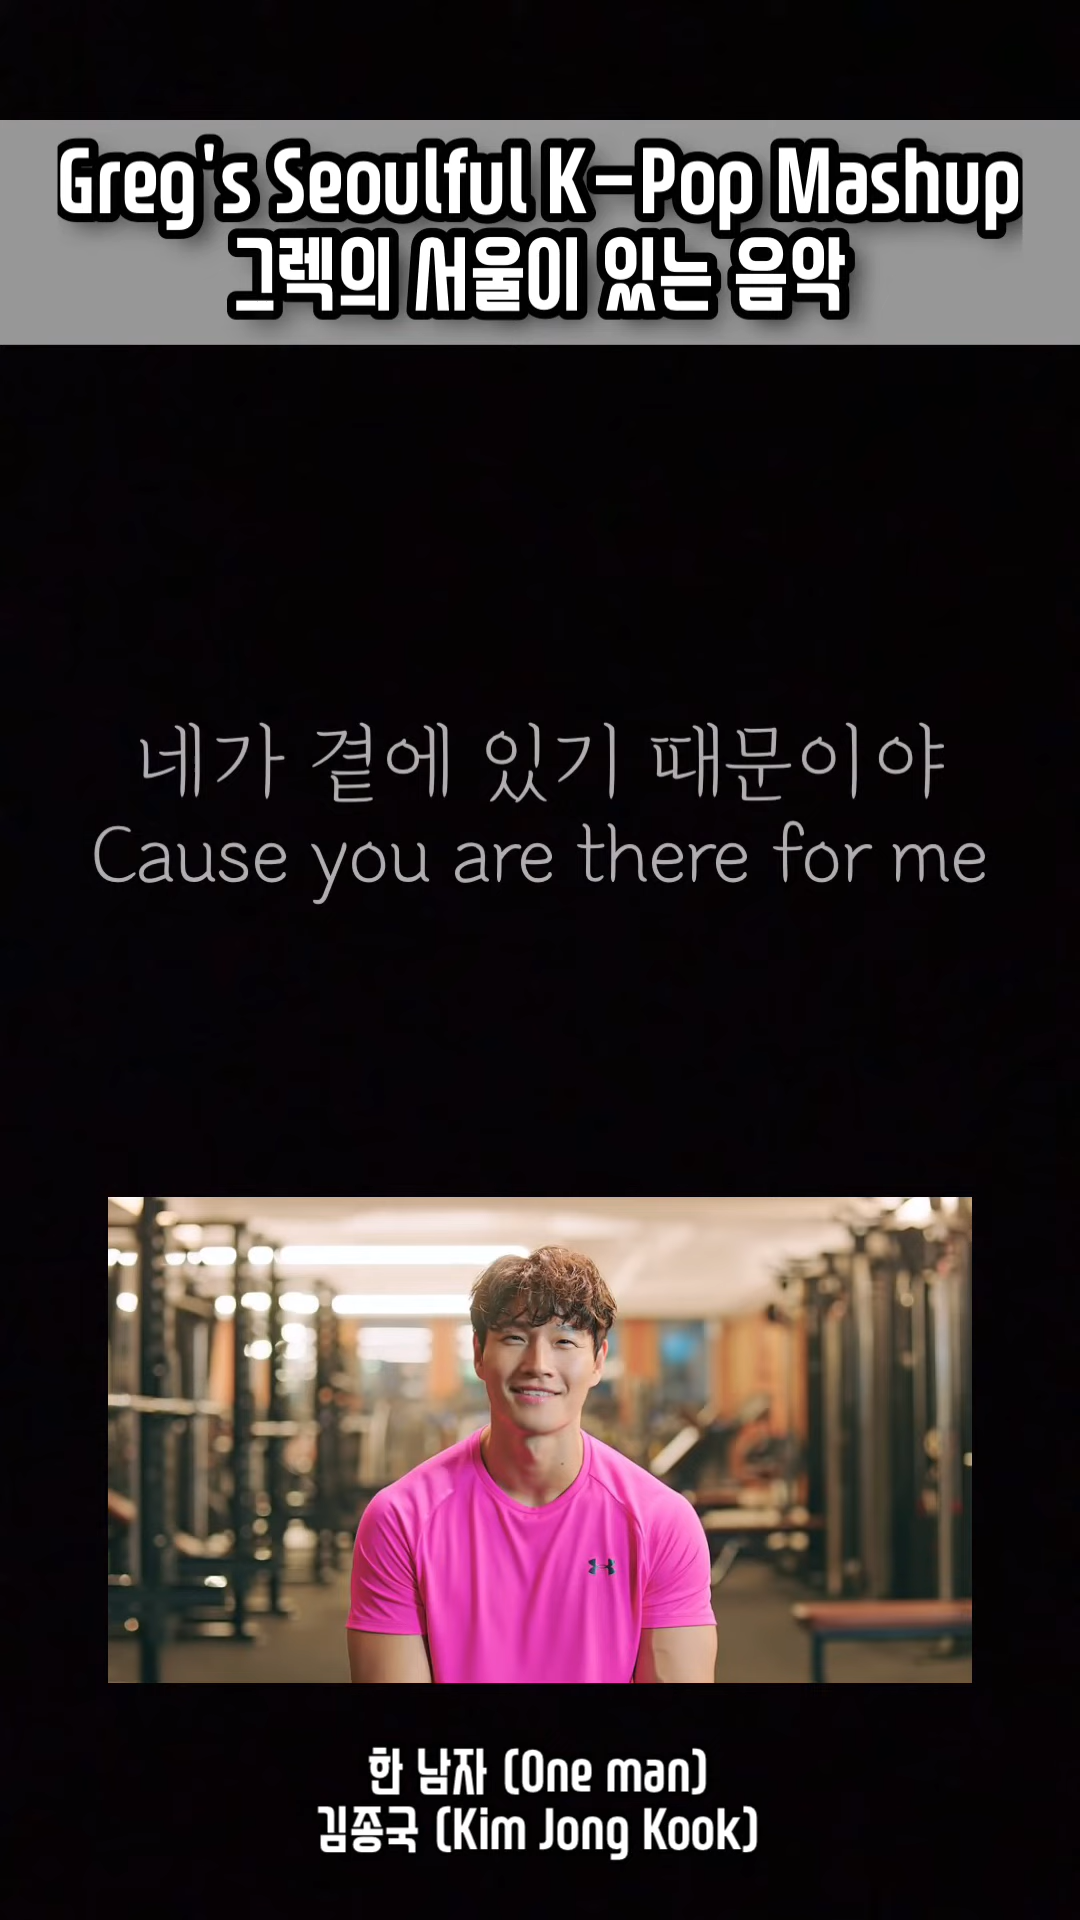 Greg's Seoulful K-Pop Mashup
그렉의 서울이 있는 음악
네가 곁에 있기 때문이야
Cause you are there for me
한 남자 (One man)
김종국 (Kim Jong Kook)